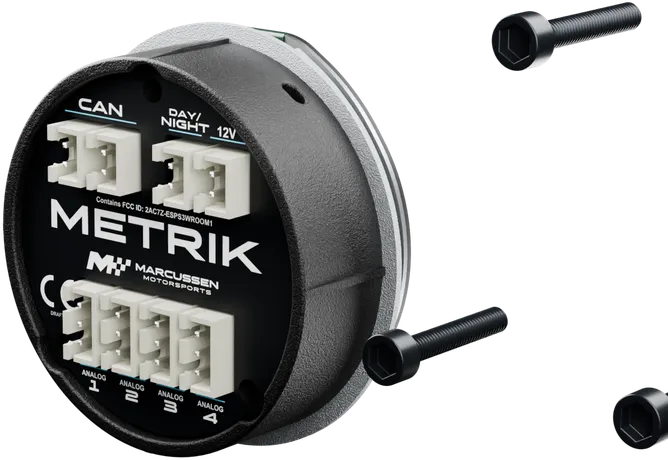 CAN
DAY/
NIGHT 12V
Contains FCC ID: 2AC7Z-ESPS3WROOM1
METRIK
MARCUSSEN
MOTORSPORTS
CE
ANALOG
1
ANALOG
2
ANALOG
3
ANALOG
4